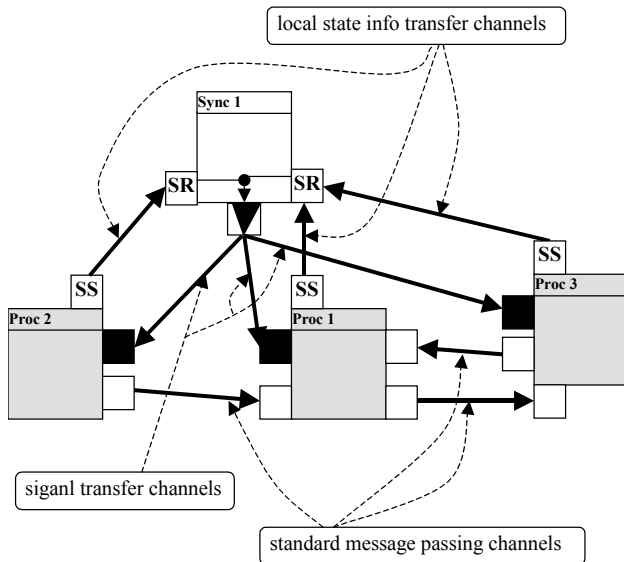 local state info transfer channels
Sync 1
SR
SR
SS
SS
SS
Proc 3
Proc 2
Proc 1
siganl transfer channels
standard message passing channels